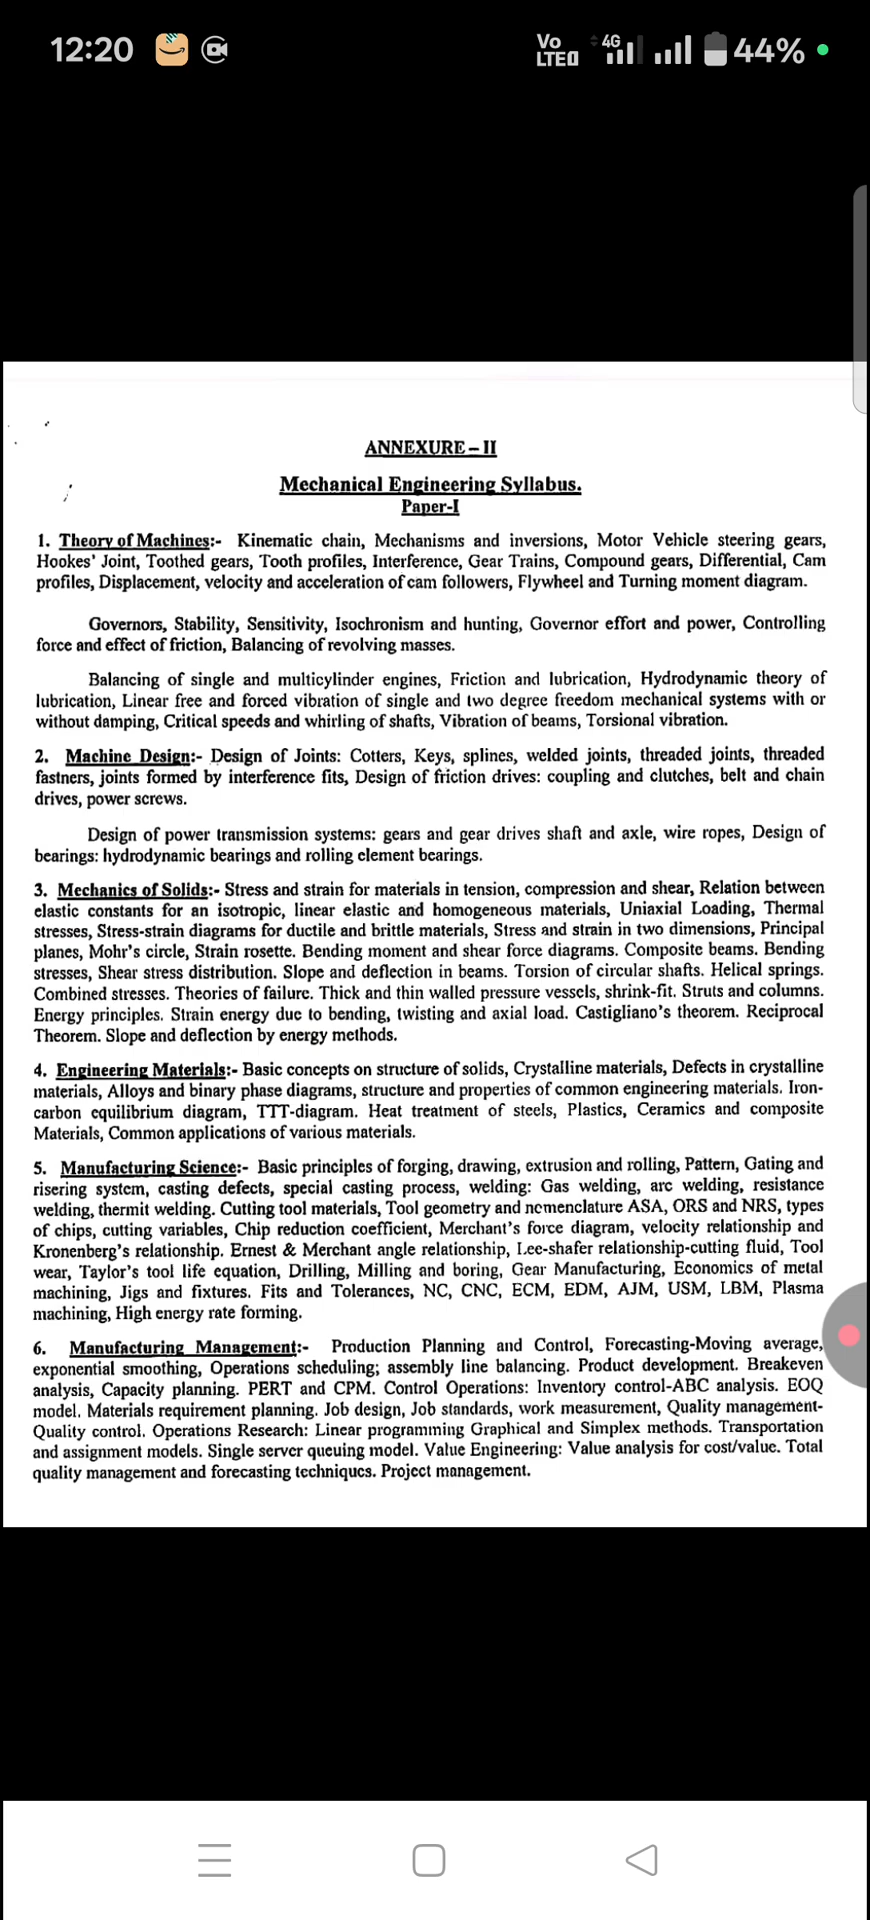 12:20
Vo
LTE
4G
44%
ANNEXURE – II
Mechanical Engineering Syllabus.
Paper-I
1. Theory of Machines:- Kinematic chain, Mechanisms and inversions, Motor Vehicle steering gears,
Hookes' Joint, Toothed gears, Tooth profiles, Interference, Gear Trains, Compound gears, Differential, Cam
profiles, Displacement, velocity and acceleration of cam followers, Flywheel and Turning moment diagram.
Governors, Stability, Sensitivity, Isochronism and hunting, Governor effort and power, Controlling
force and effect of friction, Balancing of revolving masses.
Balancing of single and multicylinder engines, Friction and lubrication, Hydrodynamic theory of
lubrication, Linear free and forced vibration of single and two degree freedom mechanical systems with or
without damping, Critical speeds and whirling of shafts, Vibration of beams, Torsional vibration.
2. Machine Design:- Design of Joints: Cotters, Keys, splines, welded joints, threaded joints, threaded
fastners, joints formed by interference fits, Design of friction drives: coupling and clutches, belt and chain
drives, power screws.
Design of power transmission systems: gears and gear drives shaft and axle, wire ropes, Design of
bearings: hydrodynamic bearings and rolling element bearings.
3. Mechanics of Solids:- Stress and strain for materials in tension, compression and shear, Relation between
elastic constants for an isotropic, linear elastic and homogeneous materials, Uniaxial Loading, Thermal
stresses, Stress-strain diagrams for ductile and brittle materials, Stress and strain in two dimensions, Principal
planes, Mohr's circle, Strain rosette. Bending moment and shear force diagrams. Composite beams. Bending
stresses, Shear stress distribution. Slope and deflection in beams. Torsion of circular shafts. Helical springs.
Combined stresses. Theories of failure. Thick and thin walled pressure vessels, shrink-fit. Struts and columns.
Energy principles. Strain energy due to bending, twisting and axial load. Castigliano's theorem. Reciprocal
Theorem. Slope and deflection by energy methods.
4. Engineering Materials:- Basic concepts on structure of solids, Crystalline materials, Defects in crystalline
materials, Alloys and binary phase diagrams, structure and properties of common engineering materials. Iron-
carbon equilibrium diagram, TTT-diagram. Heat treatment of steels, Plastics, Ceramics and composite
Materials, Common applications of various materials.
5. Manufacturing Science:- Basic principles of forging, drawing, extrusion and rolling, Pattern, Gating and
risering system, casting defects, special casting process, welding: Gas welding, arc welding, resistance
welding, thermit welding. Cutting tool materials, Tool geometry and nomenclature ASA, ORS and NRS, types
of chips, cutting variables, Chip reduction coefficient, Merchant's force diagram, velocity relationship and
Kronenberg's relationship. Ernest & Merchant angle relationship, Lee-shafer relationship-cutting fluid, Tool
wear, Taylor's tool life equation, Drilling, Milling and boring, Gear Manufacturing, Economics of metal
machining, Jigs and fixtures. Fits and Tolerances, NC, CNC, ECM, EDM, AJM, USM, LBM, Plasma
machining, High energy rate forming.
6. Manufacturing Management:- Production Planning and Control, Forecasting-Moving average,
exponential smoothing, Operations scheduling; assembly line balancing. Product development. Breakeven
analysis, Capacity planning. PERT and CPM. Control Operations: Inventory control-ABC analysis. EOQ
model. Materials requirement planning. Job design, Job standards, work measurement, Quality management-
Quality control. Operations Research: Linear programming Graphical and Simplex methods. Transportation
and assignment models. Single server queuing model. Value Engineering: Value analysis for cost/value. Total
quality management and forecasting techniques. Project management.